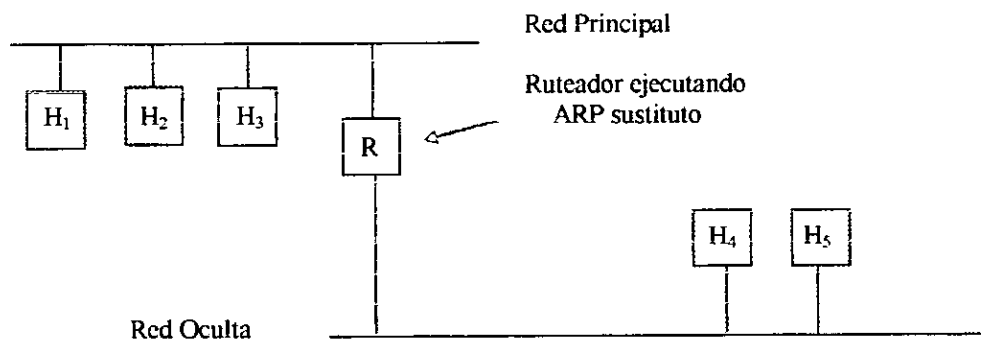 Red Principal
Ruteador ejecutando
ARP sustituto
H₁ H₂ H₃
R
H₄ H₅
Red Oculta